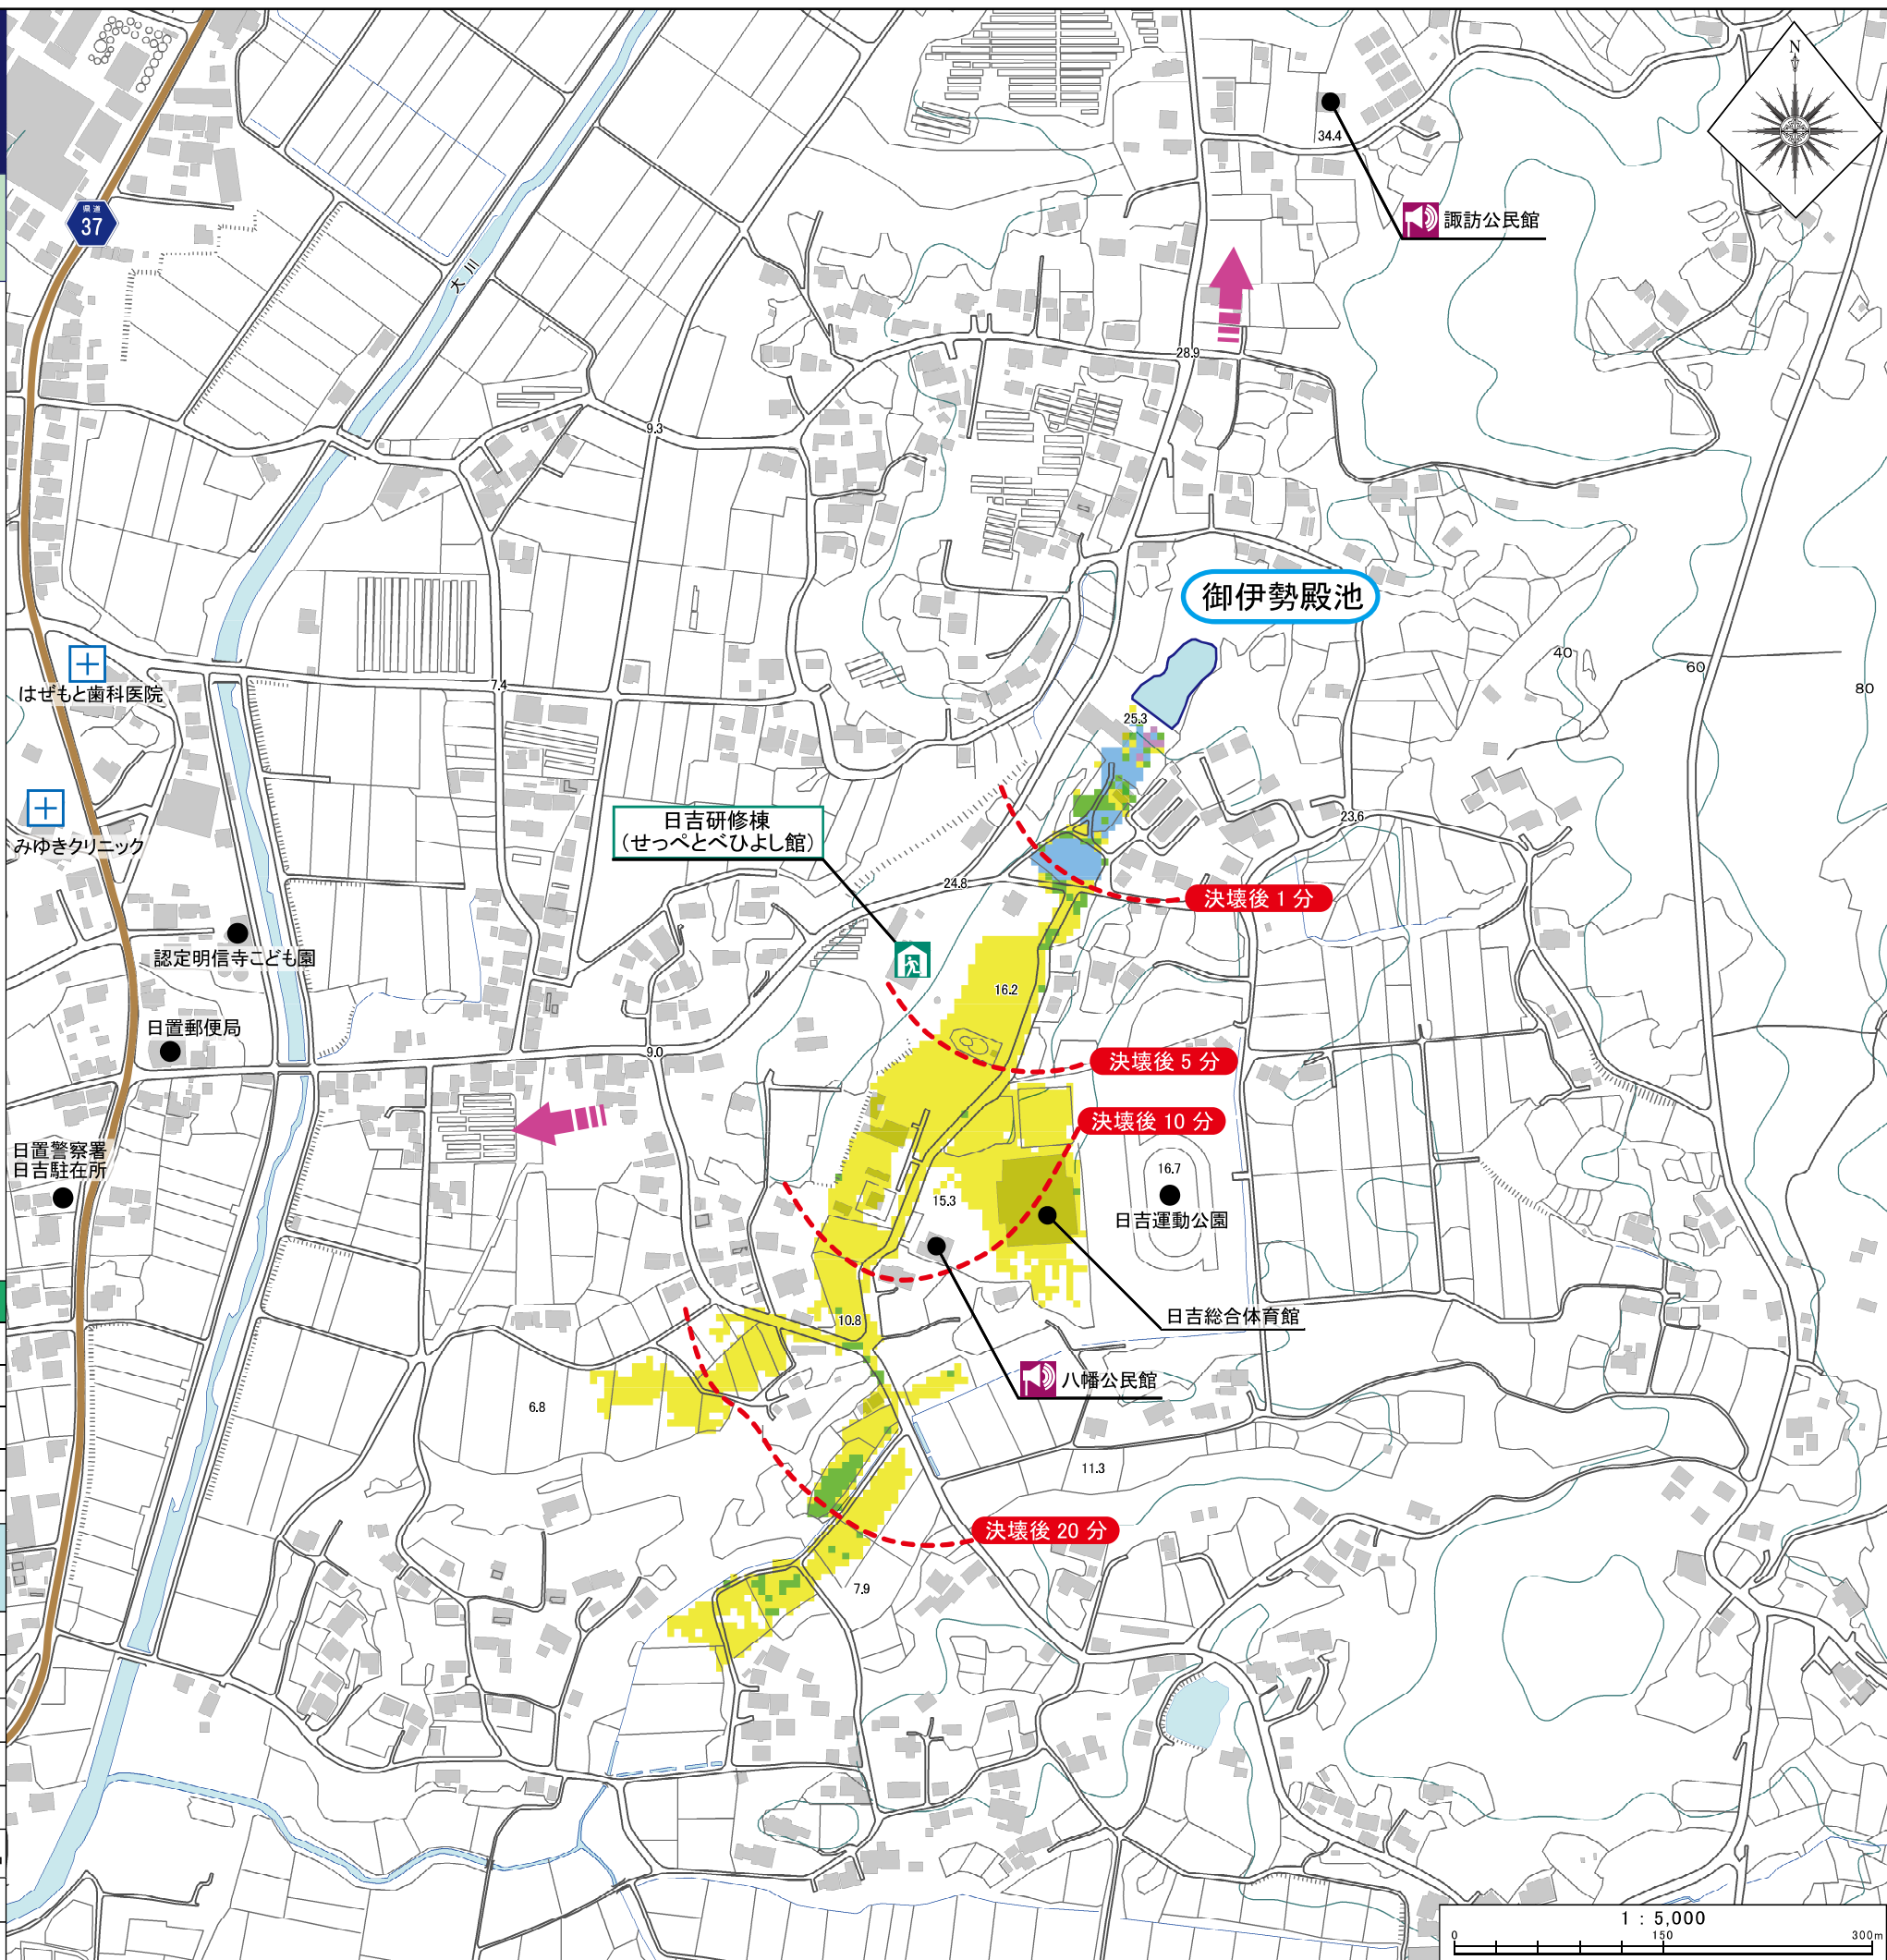 N
34.4
県道
37
諏訪公民館
大川
28.9
9.3
御伊勢殿池
40
60
80
はぜもと歯科医院
7.4
25.3
日吉研修棟
(せっぺとべひよし館)
23.6
みゆきクリニック
24.8
決壊後 1 分
認定明信寺こども園
16.2
日置郵便局
9.0
決壊後 5 分
決壊後 10 分
日置警察署
日吉駐在所
16.7
15.3
日吉運動公園
日吉総合体育館
10.8
八幡公民館
6.8
11.3
決壊後 20 分
7.9
1 : 5,000
0 150 300m